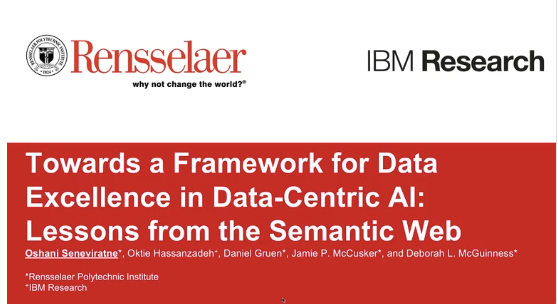 Rensselaer
why not change the world?®
IBM Research
Towards a Framework for Data
Excellence in Data-Centric AI:
Lessons from the Semantic Web
Oshani Seneviratne*, Oktie Hassanzadeh⁺, Daniel Gruen*, Jamie P. McCusker*, and Deborah L. McGuinness*
*Rensselaer Polytechnic Institute
⁺IBM Research